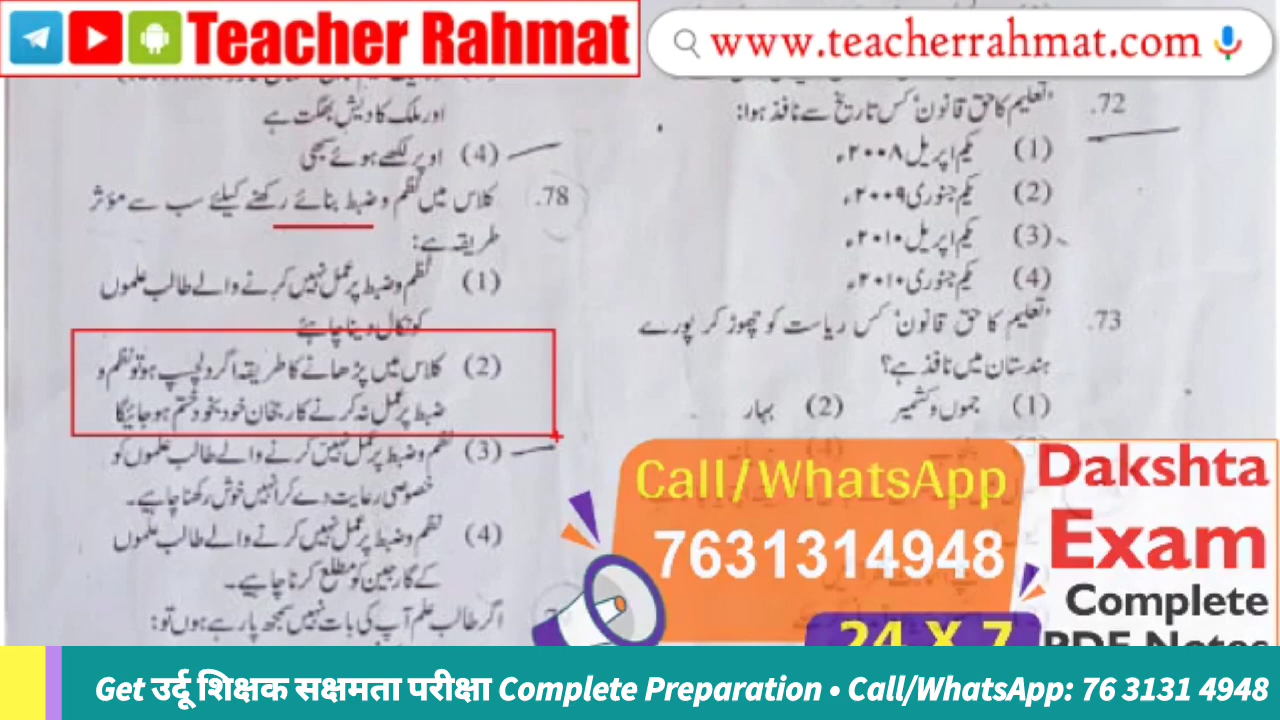 Teacher Rahmat
www.teacherrahmat.com
72. 'تعلیم کا حق قانون' کس تاریخ سے نافذ ہوا:
(1) یکم اپریل ۲۰۰۸ء
(2) یکم جنوری ۲۰۰۹ء
(3) یکم اپریل ۲۰۱۰ء
(4) یکم جنوری ۲۰۱۰ء
73. 'تعلیم کا حق قانون' کس ریاست کو چھوڑ کر پورے
ہندستان میں نافذ ہے؟
(1) جموں و کشمیر (2) بہار
اور ملک کا دیش بھگت ہے
(4) اوپر لکھے ہوئے سبھی
78. کلاس میں نظم و ضبط بنائے رکھنے کیلئے سب سے مؤثر
طریقہ ہے:
(1) نظم و ضبط پر عمل نہیں کرنے والے طالب علموں
کو نکال دینا چاہئے
(2) کلاس میں پڑھانے کا طریقہ اگر دلچسپ ہو تو نظم و
ضبط پر عمل نہ کرنے کا رجحان خود بخود ختم ہو جائیگا
(3) نظم و ضبط پر عمل نہیں کرنے والے طالب علموں کو
خصوصی رعایت دے کر انہیں خوش رکھنا چاہیے۔
(4) نظم و ضبط پر عمل نہیں کرنے والے طالب علموں
کے گارجین کو مطلع کرنا چاہیے۔
اگر طالب علم آپ کی بات نہیں سمجھ پا رہے ہوں تو:
Call/WhatsApp
7631314948
24 X 7
Dakshta
Exam
Complete
PDF Notes
Get उर्दू शिक्षक सक्षमता परीक्षा Complete Preparation • Call/WhatsApp: 76 3131 4948